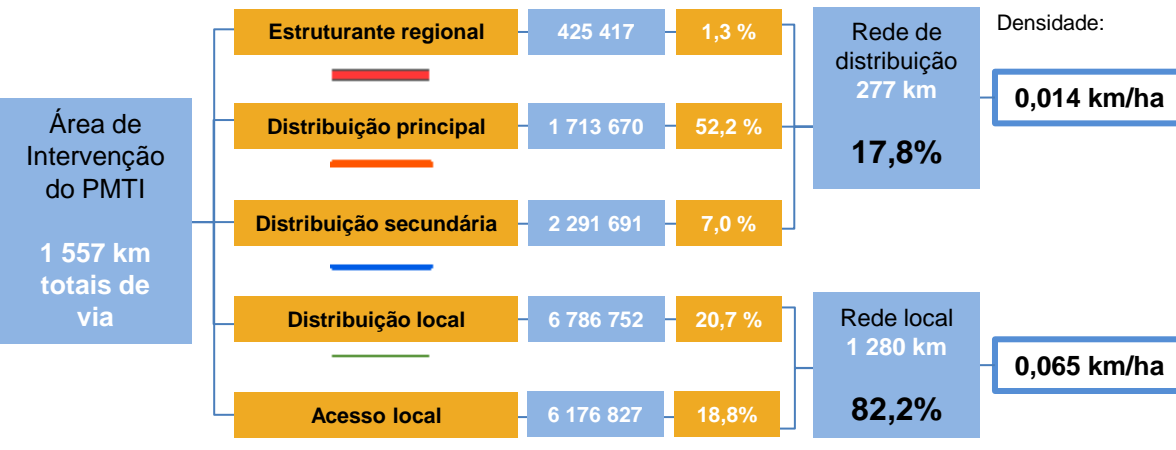 Área de
Intervenção
do PMTI
1 557 km
totais de
via
Estruturante regional
425 417
1,3 %
Distribuição principal
1 713 670
52,2 %
Distribuição secundária
2 291 691
7,0 %
Distribuição local
6 786 752
20,7 %
Acesso local
6 176 827
18,8%
Rede de
distribuição
277 km
17,8%
Rede local
1 280 km
82,2%
Densidade:
0,014 km/ha
0,065 km/ha